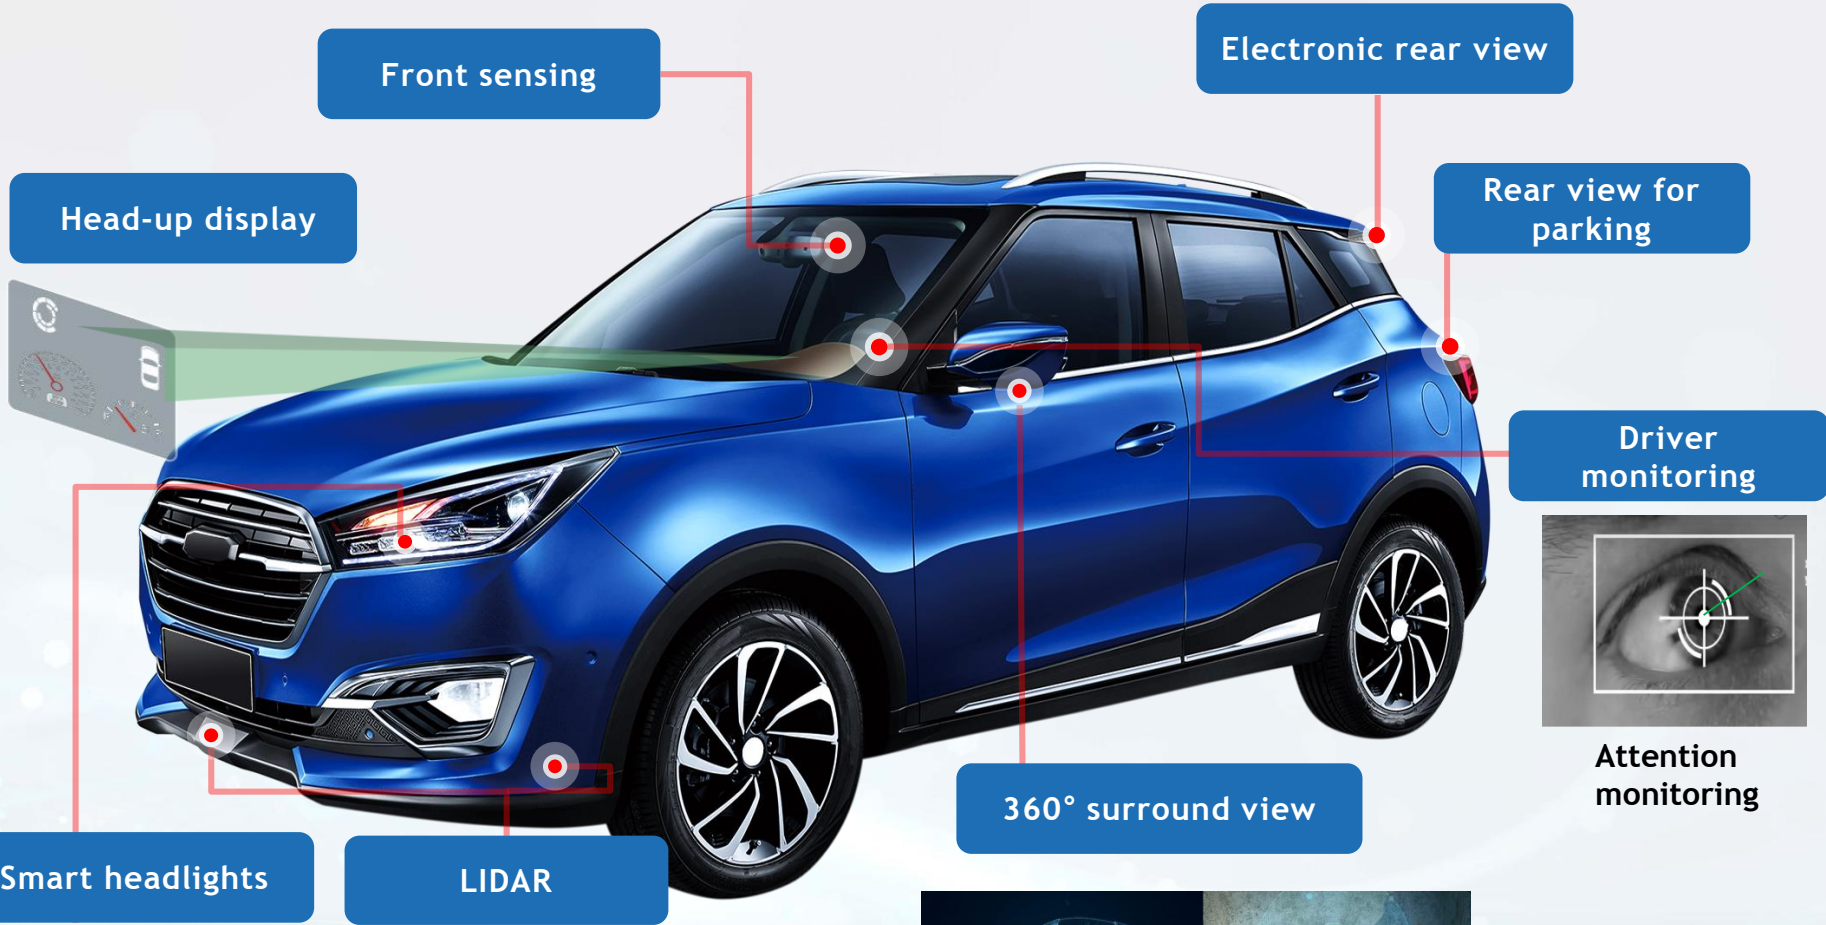 Electronic rear view
Front sensing
Rear view for
parking
Head-up display
Driver
monitoring
Attention
monitoring
360° surround view
Smart headlights
LIDAR